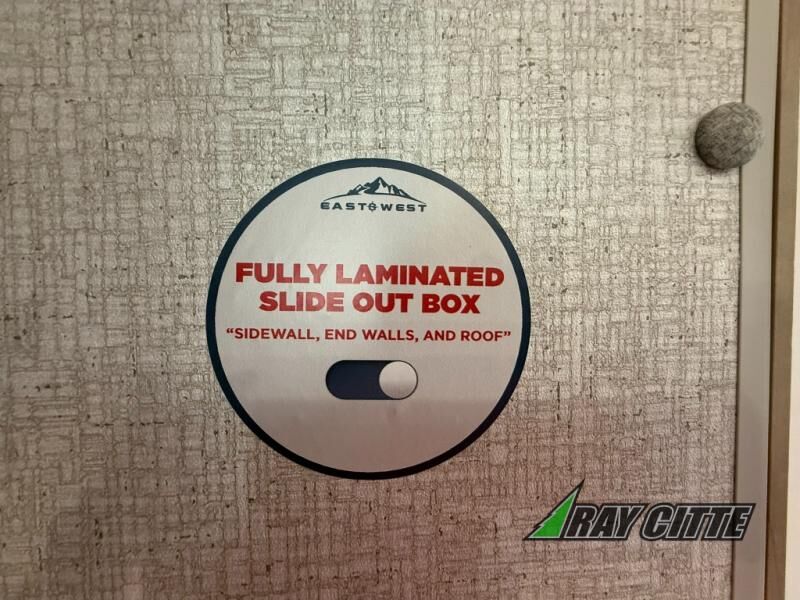 EAST&WEST
FULLY LAMINATED
SLIDE OUT BOX
“SIDEWALL, END WALLS, AND ROOF”
RAY CITTE